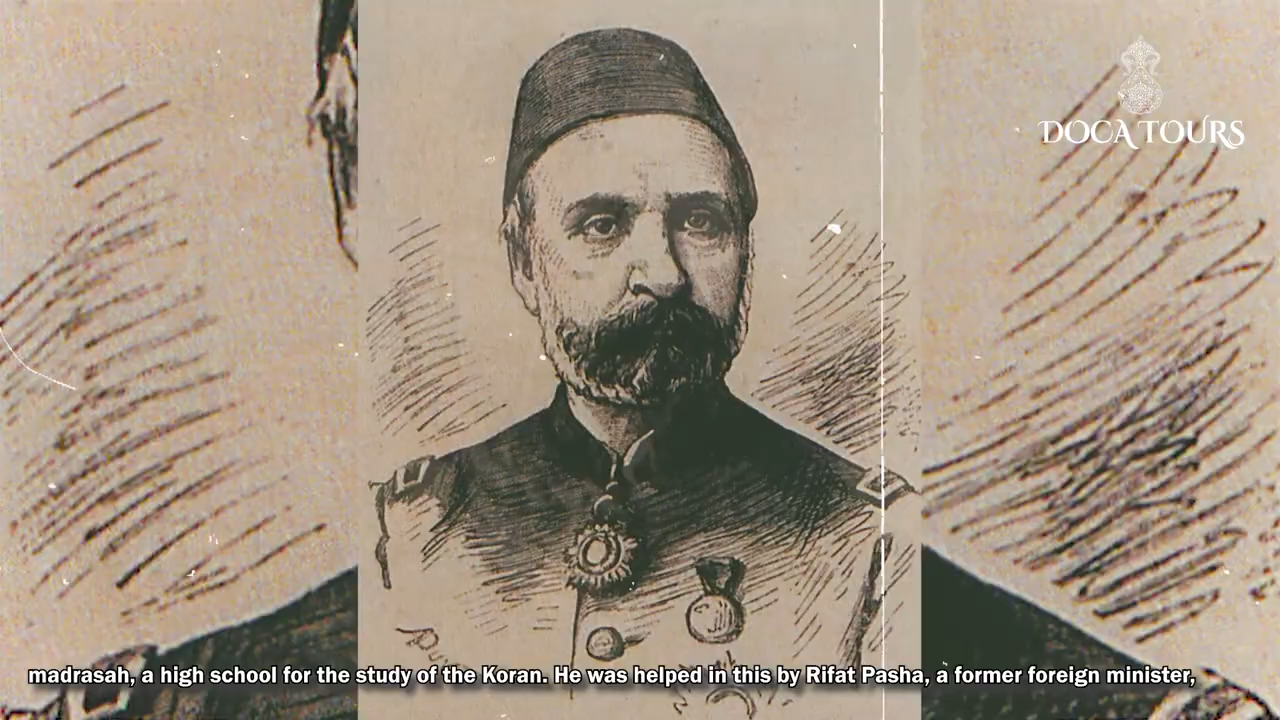 DOCA TOURS
madrasah, a high school for the study of the Koran. He was helped in this by Rifat Pasha, a former foreign minister,